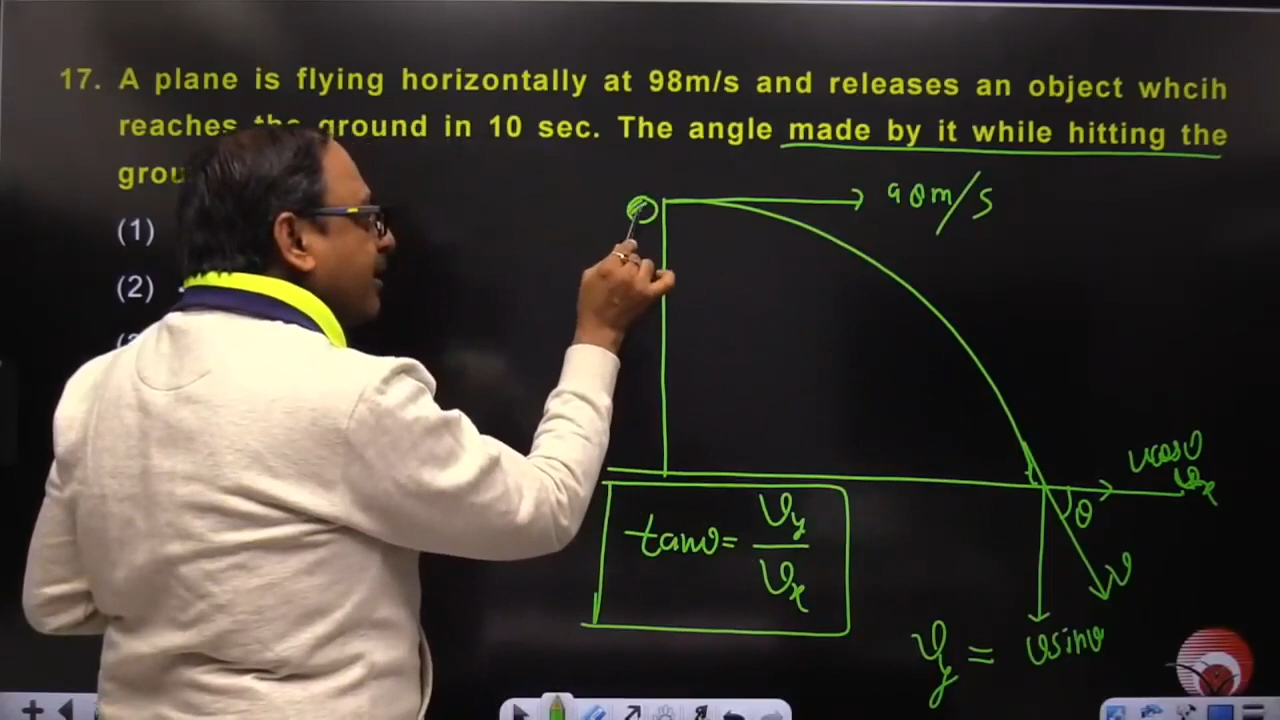 17. A plane is flying horizontally at 98m/s and releases an object whcih
reaches the ground in 10 sec. The angle made by it while hitting the
(1)
(2)
98m/s
vcosθ
vx
θ
v
tanθ = vy/vx
vy = vsinθ